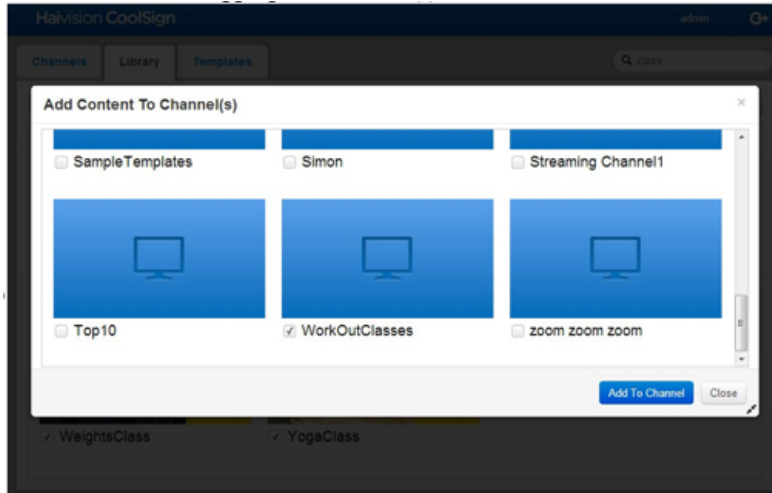 Haivision CoolSign admin
Channels Library Templates class
Add Content To Channel(s) ×
SampleTemplates Simon Streaming Channel1
Top10 WorkOutClasses zoom zoom zoom
Add To Channel Close
WeightsClass YogaClass